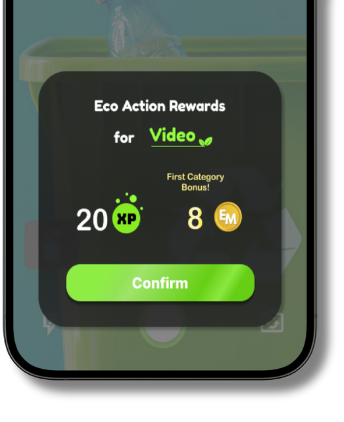 Eco Action Rewards
for Video
First Category
Bonus!
20 XP 8 EM
Confirm